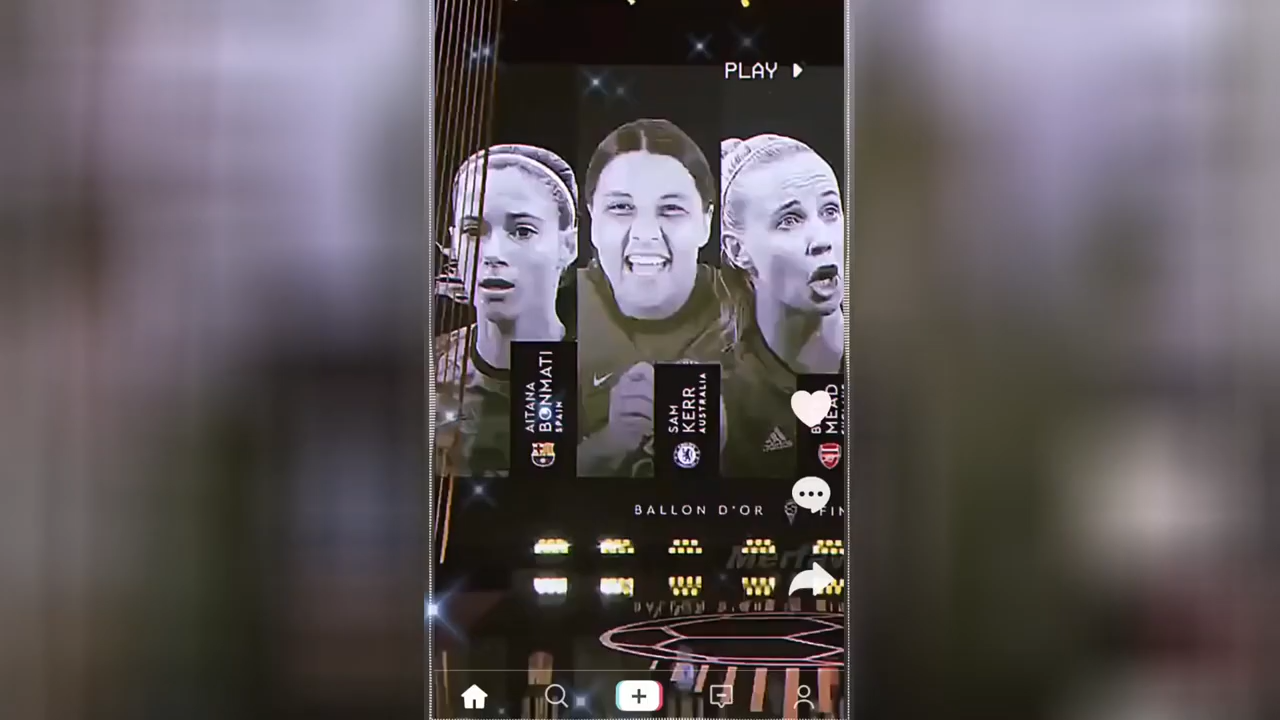 PLAY
AITANA
BONMATI
SPAIN
SAM
KERR
AUSTRALIA
MEAD
BALLON D'OR